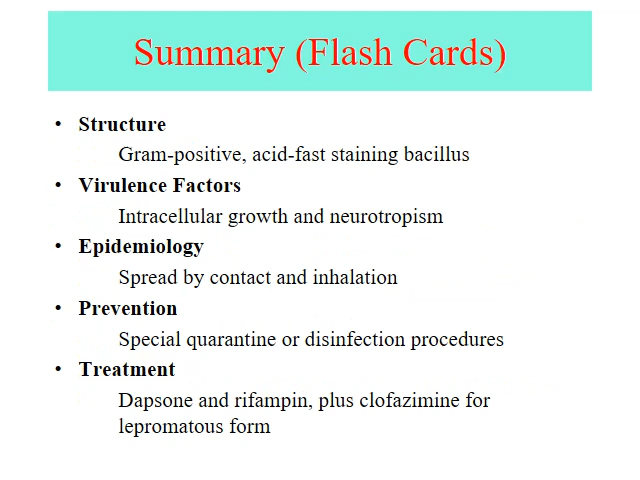 Summary (Flash Cards)
• Structure
Gram-positive, acid-fast staining bacillus
• Virulence Factors
Intracellular growth and neurotropism
• Epidemiology
Spread by contact and inhalation
• Prevention
Special quarantine or disinfection procedures
• Treatment
Dapsone and rifampin, plus clofazimine for
lepromatous form